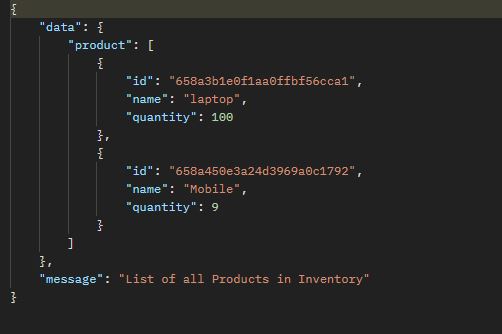 {
    "data": {
        "product": [
            {
                "id": "658a3b1e0f1aa0ffbf56cca1",
                "name": "laptop",
                "quantity": 100
            },
            {
                "id": "658a450e3a24d3969a0c1792",
                "name": "Mobile",
                "quantity": 9
            }
        ]
    },
    "message": "List of all Products in Inventory"
}